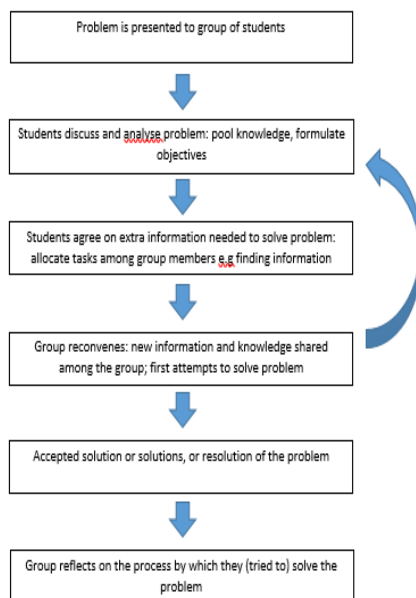 Problem is presented to group of students
Students discuss and analyse problem: pool knowledge, formulate
objectives
Students agree on extra information needed to solve problem:
allocate tasks among group members e.g finding information
Group reconvenes: new information and knowledge shared
among the group; first attempts to solve problem
Accepted solution or solutions, or resolution of the problem
Group reflects on the process by which they (tried to) solve the
problem